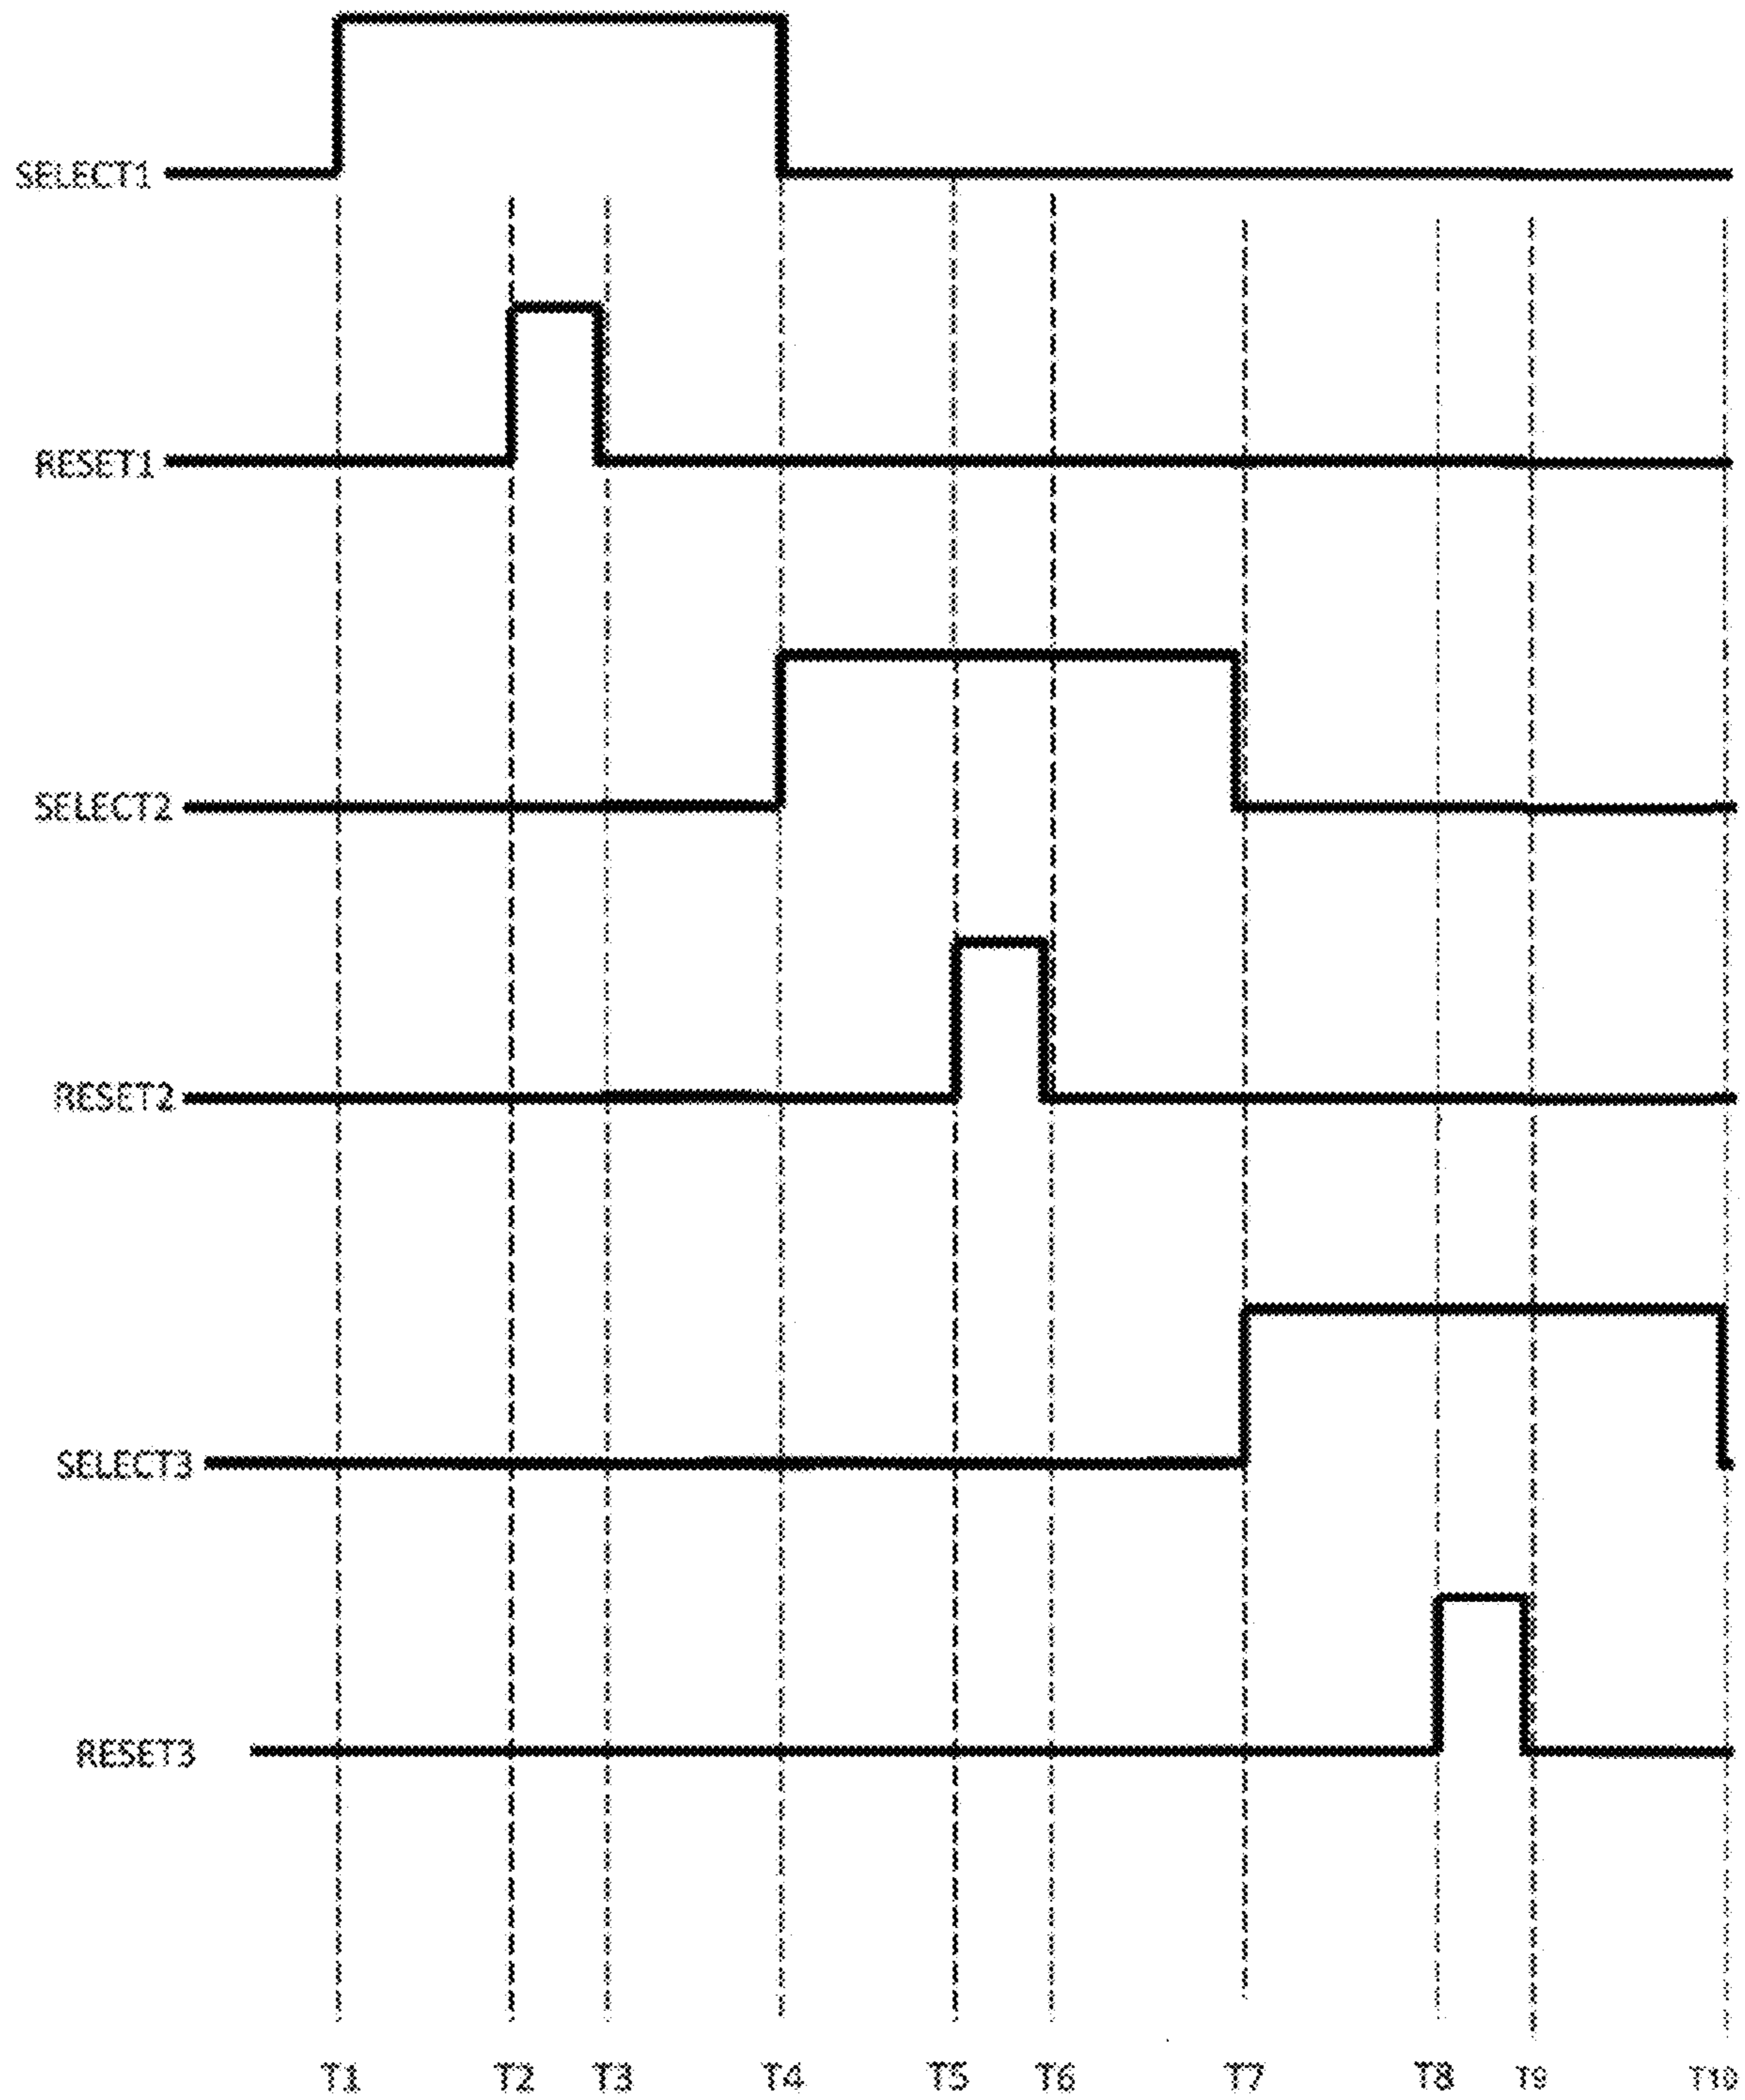 SELECT1
RESET1
SELECT2
RESET2
SELECT3
RESET3
T1 T2 T3 T4 T5 T6 T7 T8 T9 T10